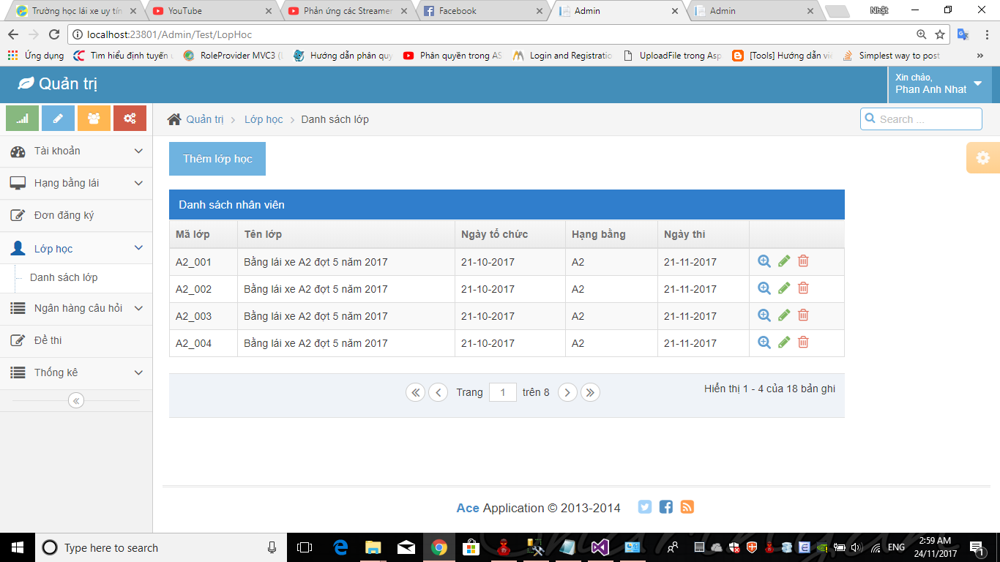 Trường học lái xe uy tín
YouTube
Phản ứng các Streamer
Facebook
Admin
Admin
Nhật
localhost:23801/Admin/Test/LopHoc
Ứng dụng
Tìm hiểu định tuyến
RoleProvider MVC3 (
Hướng dẫn phân quy
Phân quyền trong AS
Login and Registratio
UploadFile trong Asp
[Tools] Hướng dẫn viế
Simplest way to post
»
Quản trị
Xin chào,
Phan Anh Nhat
Quản trị > Lớp học > Danh sách lớp
Search ...
Tài khoản
Hạng bằng lái
Đơn đăng ký
Lớp học
Danh sách lớp
Ngân hàng câu hỏi
Đề thi
Thống kê
Thêm lớp học
Danh sách nhân viên
Mã lớp Tên lớp Ngày tổ chức Hạng bằng Ngày thi
A2_001 Bằng lái xe A2 đợt 5 năm 2017 21-10-2017 A2 21-11-2017
A2_002 Bằng lái xe A2 đợt 5 năm 2017 21-10-2017 A2 21-11-2017
A2_003 Bằng lái xe A2 đợt 5 năm 2017 21-10-2017 A2 21-11-2017
A2_004 Bằng lái xe A2 đợt 5 năm 2017 21-10-2017 A2 21-11-2017
Trang 1 trên 8
Hiển thị 1 - 4 của 18 bản ghi
Ace Application © 2013-2014
Type here to search
ENG
2:59 AM
24/11/2017
1